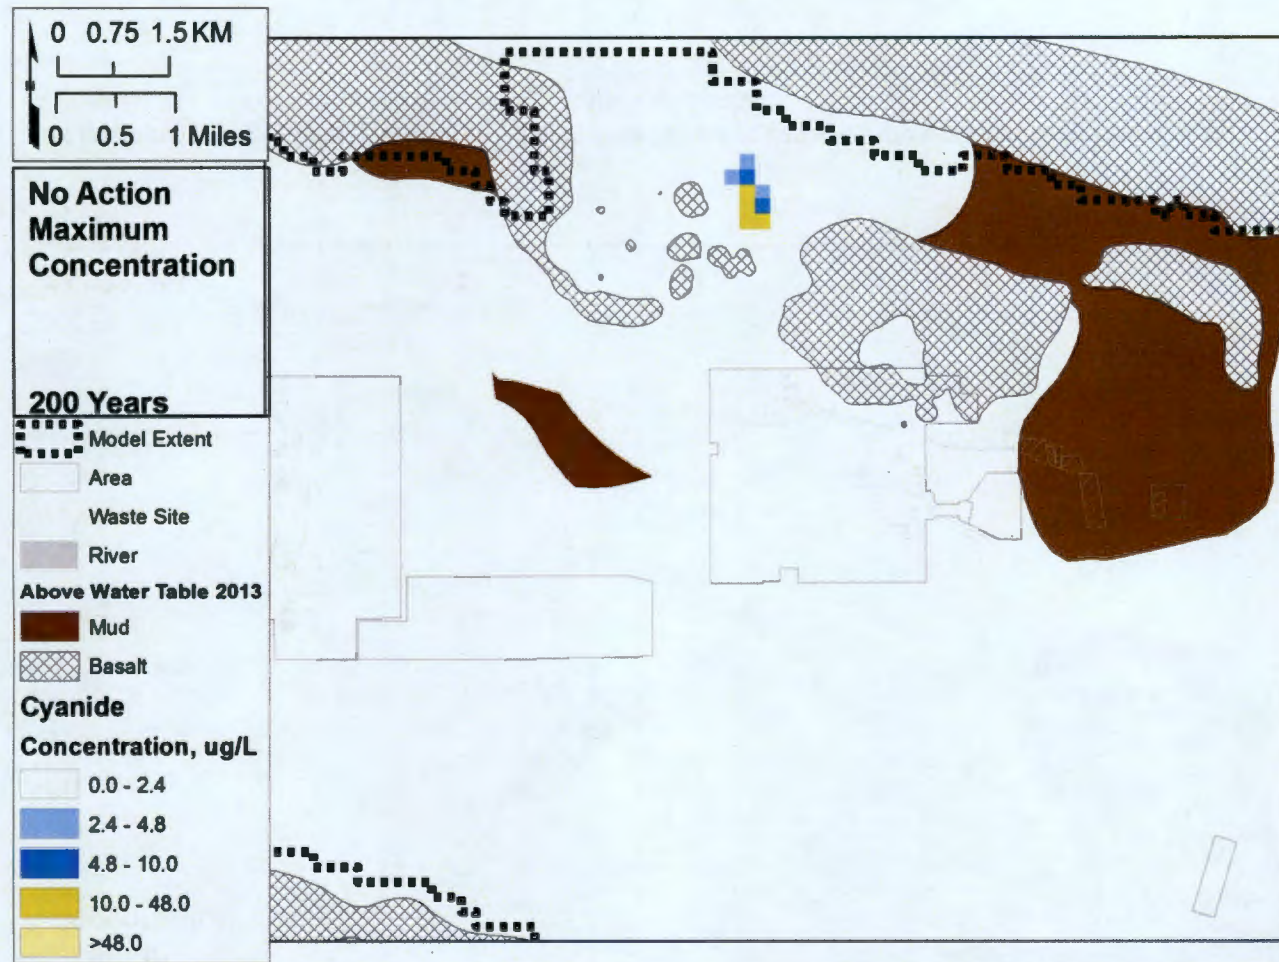 0 0.75 1.5 KM
0 0.5 1 Miles
No Action
Maximum
Concentration
200 Years
Model Extent
Area
Waste Site
River
Above Water Table 2013
Mud
Basalt
Cyanide
Concentration, ug/L
0.0 - 2.4
2.4 - 4.8
4.8 - 10.0
10.0 - 48.0
>48.0